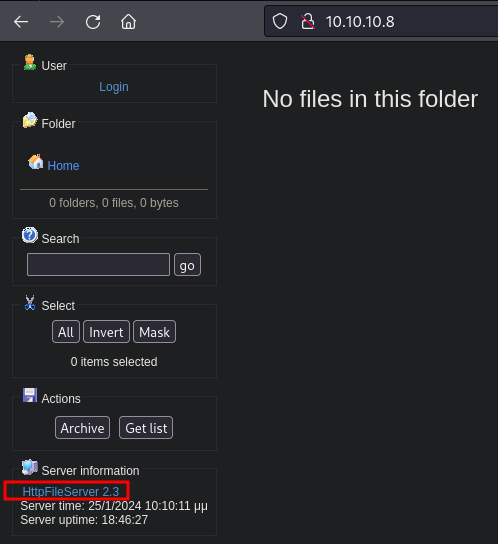 10.10.10.8
User
Login
Folder
Home
0 folders, 0 files, 0 bytes
Search
go
Select
All Invert Mask
0 items selected
Actions
Archive Get list
Server information
HttpFileServer 2.3
Server time: 25/1/2024 10:10:11 μμ
Server uptime: 18:46:27
No files in this folder